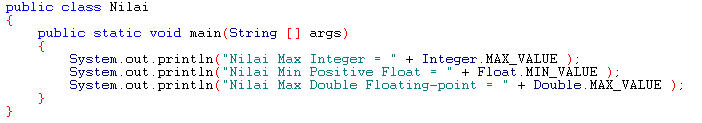 public class Nilai
{
    public static void main(String [] args)
    {
        System.out.println("Nilai Max Integer = " + Integer.MAX_VALUE );
        System.out.println("Nilai Min Positive Float = " + Float.MIN_VALUE );
        System.out.println("Nilai Max Double Floating-point = " + Double.MAX_VALUE );
    }
}